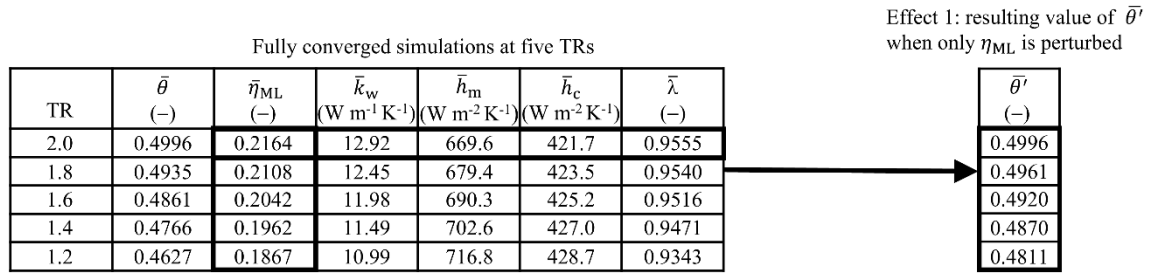 Effect 1: resulting value of θ̄′
when only η_ML is perturbed
Fully converged simulations at five TRs
TR θ̄ (–) η̄_ML (–) k̄_w (W m⁻¹ K⁻¹) h̄_m (W m⁻² K⁻¹) h̄_c (W m⁻² K⁻¹) λ̄ (–) θ̄′ (–)
2.0 0.4996 0.2164 12.92 669.6 421.7 0.9555 0.4996
1.8 0.4935 0.2108 12.45 679.4 423.5 0.9540 0.4961
1.6 0.4861 0.2042 11.98 690.3 425.2 0.9516 0.4920
1.4 0.4766 0.1962 11.49 702.6 427.0 0.9471 0.4870
1.2 0.4627 0.1867 10.99 716.8 428.7 0.9343 0.4811